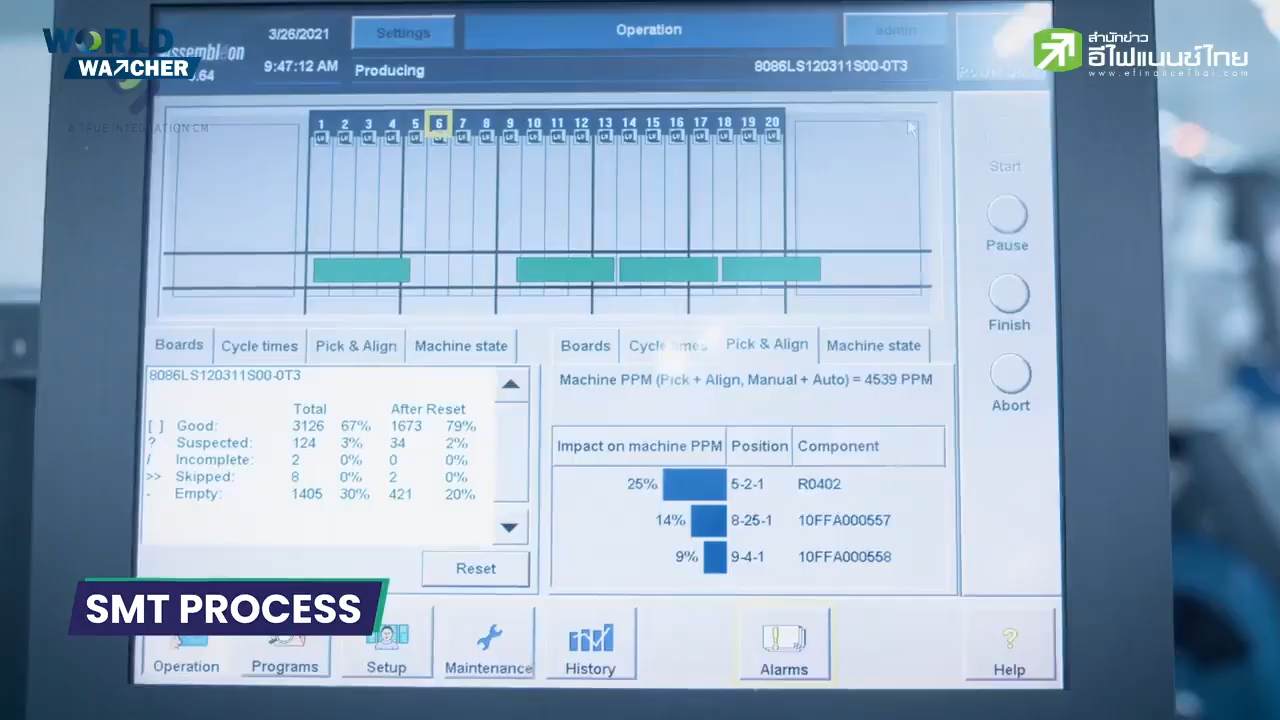 WORLD
WATCHER
สำนักข่าว
อีไฟแนนซ์ไทย
www.efinanceThai.com
A TRUE INTEGRATION CM
3/26/2021
9:47:12 AM
Settings
Operation
admin
Producing
8086LS120311S00-0T3
1 2 3 4 5 6 7 8 9 10 11 12 13 14 15 16 17 18 19 20
Start
Pause
Finish
Abort
Boards Cycle times Pick & Align Machine state
8086LS120311S00-0T3
Total After Reset
[ ] Good: 3126 67% 1673 79%
? Suspected: 124 3% 34 2%
/ Incomplete: 2 0% 0 0%
>> Skipped: 8 0% 2 0%
- Empty: 1405 30% 421 20%
Reset
Boards Cycle times Pick & Align Machine state
Machine PPM (Pick + Align, Manual + Auto) = 4539 PPM
Impact on machine PPM Position Component
25% 5-2-1 R0402
14% 8-25-1 10FFA000557
9% 9-4-1 10FFA000558
SMT PROCESS
Operation Programs Setup Maintenance History Alarms Help